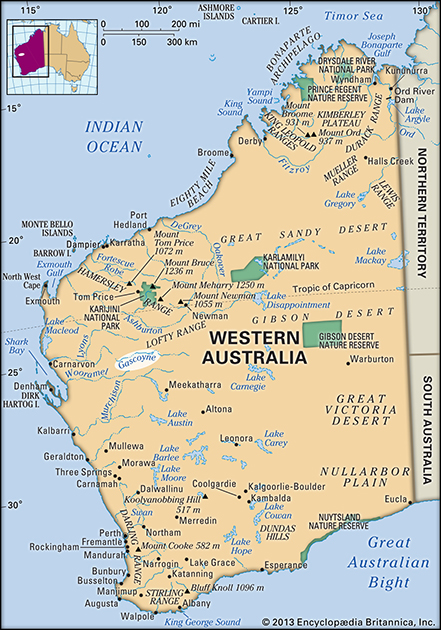 0 100 200 mi
0 150 300 km
ASHMORE
ISLANDS
CARTIER I.
Timor Sea
120°
125°
Joseph
Bonaparte
Gulf
BONAPARTE
ARCHIPELAGO
DRYSDALE RIVER
NATIONAL PARK
Kununurra
PRINCE REGENT
NATURE RESERVE
Ord River
Dam
Yampi
Sound
King
Sound
Mount
Broome
931 m
KIMBERLEY
PLATEAU
Mount Ord
937 m
Lake
Argyle
Ord
15°
INDIAN
OCEAN
Derby
KING LEOPOLD
RANGES
DURACK RANGE
Broome
Fitzroy
MUELLER
RANGE
Halls Creek
LEWIS
RANGE
Lake
Gregory
EIGHTY MILE
BEACH
NORTHERN TERRITORY
Port
Hedland
DeGrey
GREAT SANDY DESERT
MONTE BELLO
ISLANDS
20°
Dampier
Karratha
BARROW I.
Mount
Tom Price
1072 m
Oakover
KARLAMILYI
NATIONAL PARK
Lake
Mackay
Exmouth
Gulf
Fortescue
Robe
Mount Bruce
1236 m
North West
Cape
HAMERSLEY
RANGE
Mount Meharry 1250 m
Tropic of Capricorn
Exmouth
Tom Price
Mount Newman
1055 m
Lake
Disappointment
KARIJINI
NATIONAL
PARK
Newman
Ashburton
GIBSON DESERT
Lake
Macleod
Lyons
LOFTY RANGE
WESTERN
AUSTRALIA
GIBSON DESERT
NATURE RESERVE
Shark
Bay
Carnarvon
Gascoyne
Warburton
25°
Nooramel
Denham
DIRK
HARTOG I.
Murchison
Meekatharra
Lake
Carnegie
SOUTH AUSTRALIA
Kalbarri
Lake
Austin
Altona
GREAT
VICTORIA
DESERT
Leonora
Lake
Carey
Geraldton
Mullewa
Lake
Barlee
Morawa
Three Springs
Lake
Moore
NULLARBOR
PLAIN
Carnamah
Coolgardie
Kalgoorlie-Boulder
Dalwallinu
Kambalda
Koolyanobbing Hill
517 m
Eucla
30°
Swan
Lake
Cowan
NUYTSLAND
NATURE RESERVE
Merredin
Perth
Northam
DUNDAS
HILLS
Fremantle
DARLING
RANGE
Mount Cooke 582 m
Lake
Hope
Rockingham
Mandurah
Great
Australian
Bight
Narrogin
Lake Grace
Esperance
Bunbury
Katanning
Busselton
Bluff Knoll 1096 m
Manjimup
STIRLING
RANGE
Augusta
Albany
Walpole
King George Sound
© 2013 Encyclopædia Britannica, Inc.